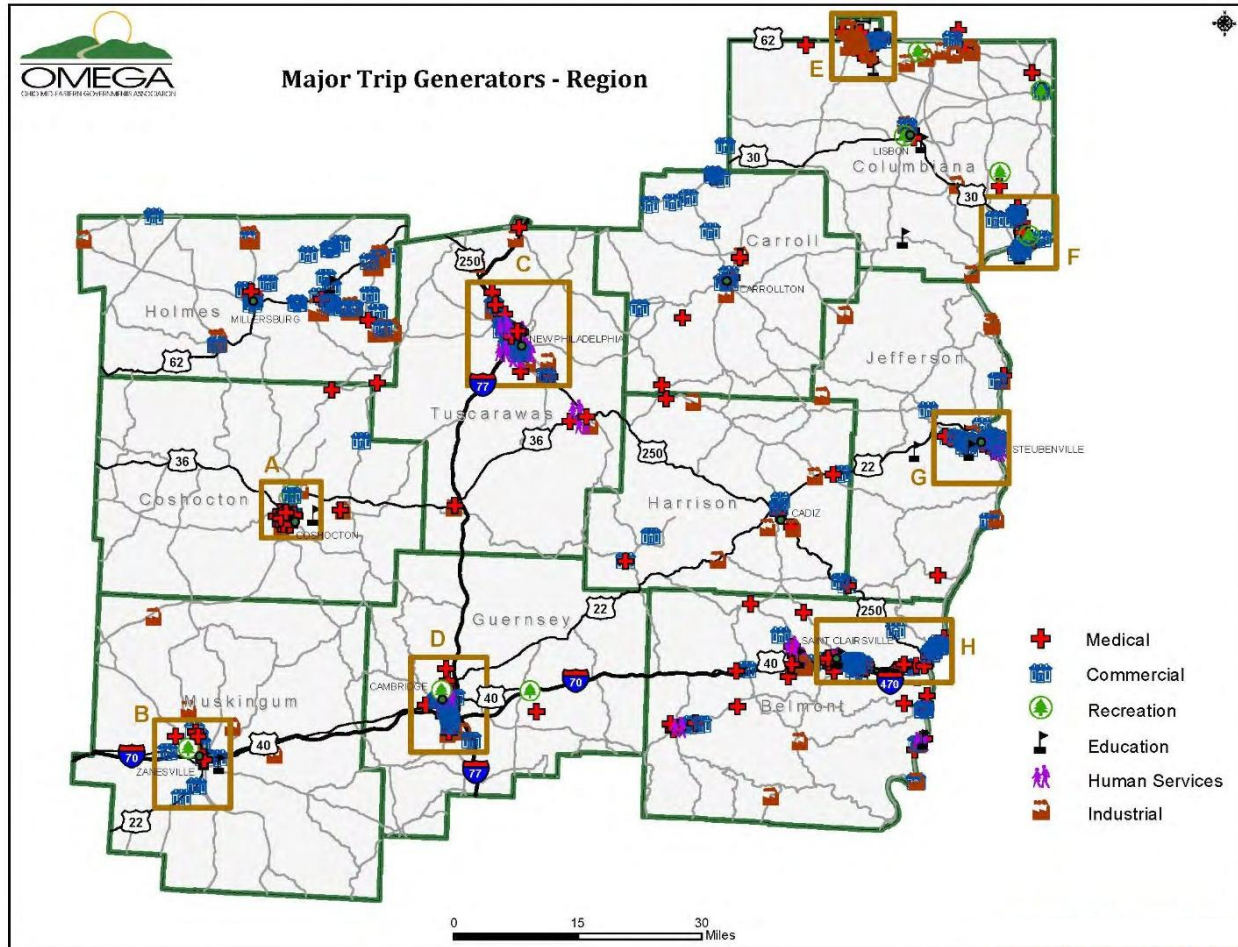 OMEGA
OHIO MID-EASTERN GOVERNMENTS ASSOCIATION
Major Trip Generators - Region
62
E
LISBON
Columbiana
30
30
F
250
C
Carroll
CARROLLTON
Holmes
MILLERSBURG
62
NEW PHILADELPHIA
77
Tuscarawas
Jefferson
36
A
Coshocton
COSHOCTON
36
250
22
G
STEUBENVILLE
Harrison
CADIZ
Guernsey
22
250
D
CAMBRIDGE
40
70
SAINT CLAIRSVILLE
H
40
470
Belmont
Muskingum
B
70
ZANESVILLE
40
77
22
Medical
Commercial
Recreation
Education
Human Services
Industrial
0 15 30
Miles